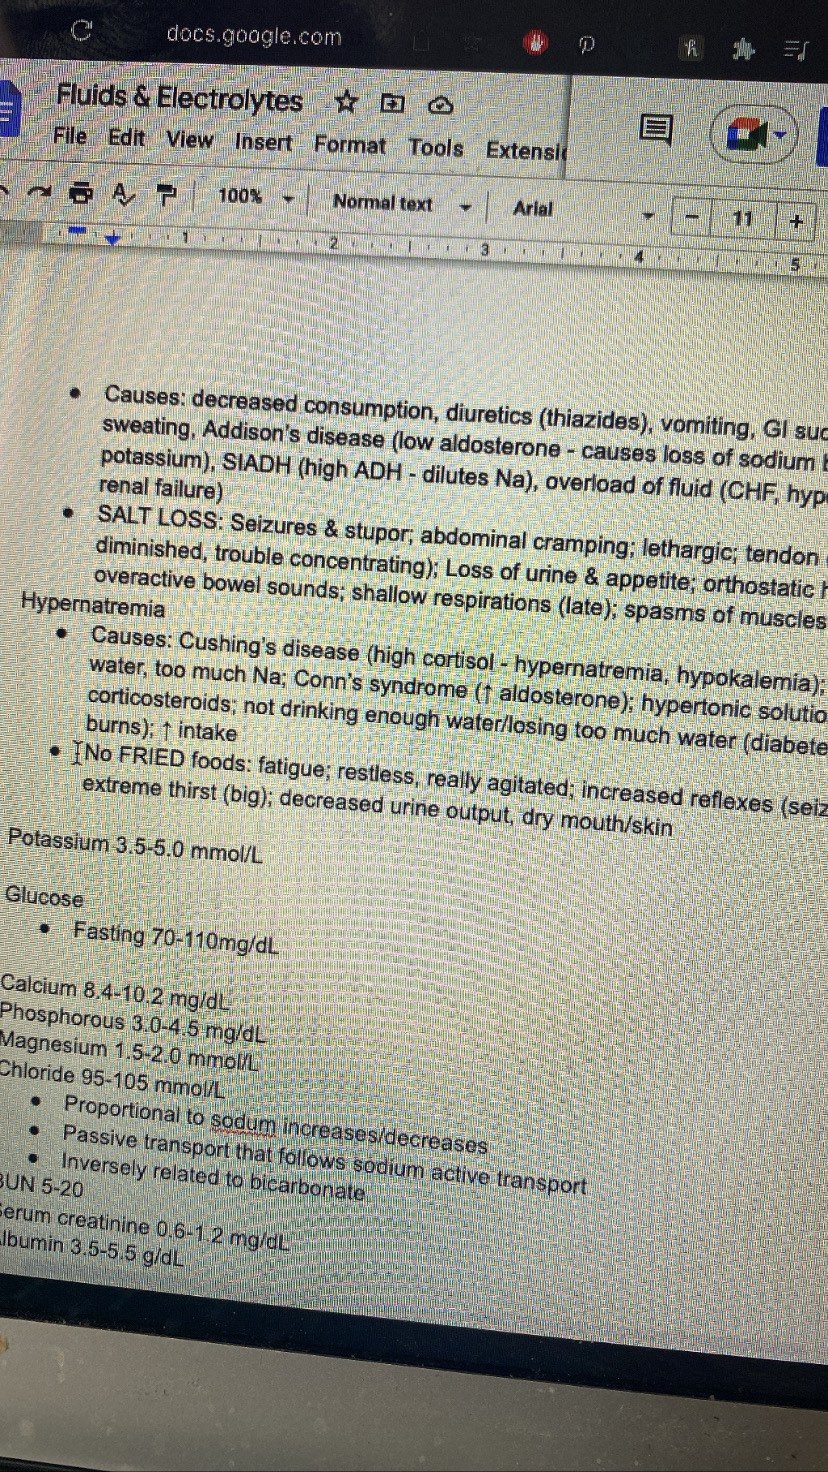 docs.google.com
Fluids & Electrolytes
File Edit View Insert Format Tools
100% Normal text Arial 11
1 2 3 4 5
Causes: decreased consumption, diuretics (thiazides), vomiting, GI
sweating, Addison's disease (low aldosterone - causes loss of sodium
potassium), SIADH (high ADH - dilutes Na), overload of fluid (CHF,
renal failure)
SALT LOSS: Seizures & stupor; abdominal cramping; lethargic; tendon
diminished, trouble concentrating); Loss of urine & appetite; orthostatic
overactive bowel sounds; shallow respirations (late); spasms of muscles
Hypernatremia
Causes: Cushing's disease (high cortisol - hypernatremia, hypokalemia);
water, too much Na; Conn's syndrome (↑ aldosterone); hypertonic
corticosteroids; not drinking enough water/losing too much water
burns); ↑ intake
No FRIED foods: fatigue; restless, really agitated; increased reflexes
extreme thirst (big); decreased urine output, dry mouth/skin
Potassium 3.5-5.0 mmol/L
Glucose
Fasting 70-110mg/dL
Calcium 8.4-10.2 mg/dL
Phosphorous 3.0-4.5 mg/dL
Magnesium 1.5-2.0 mmol/L
Chloride 95-105 mmol/L
Proportional to sodum increases/decreases
Passive transport that follows sodium active transport
Inversely related to bicarbonate
BUN 5-20
Serum creatinine 0.6-1.2 mg/dL
Albumin 3.5-5.5 g/dL